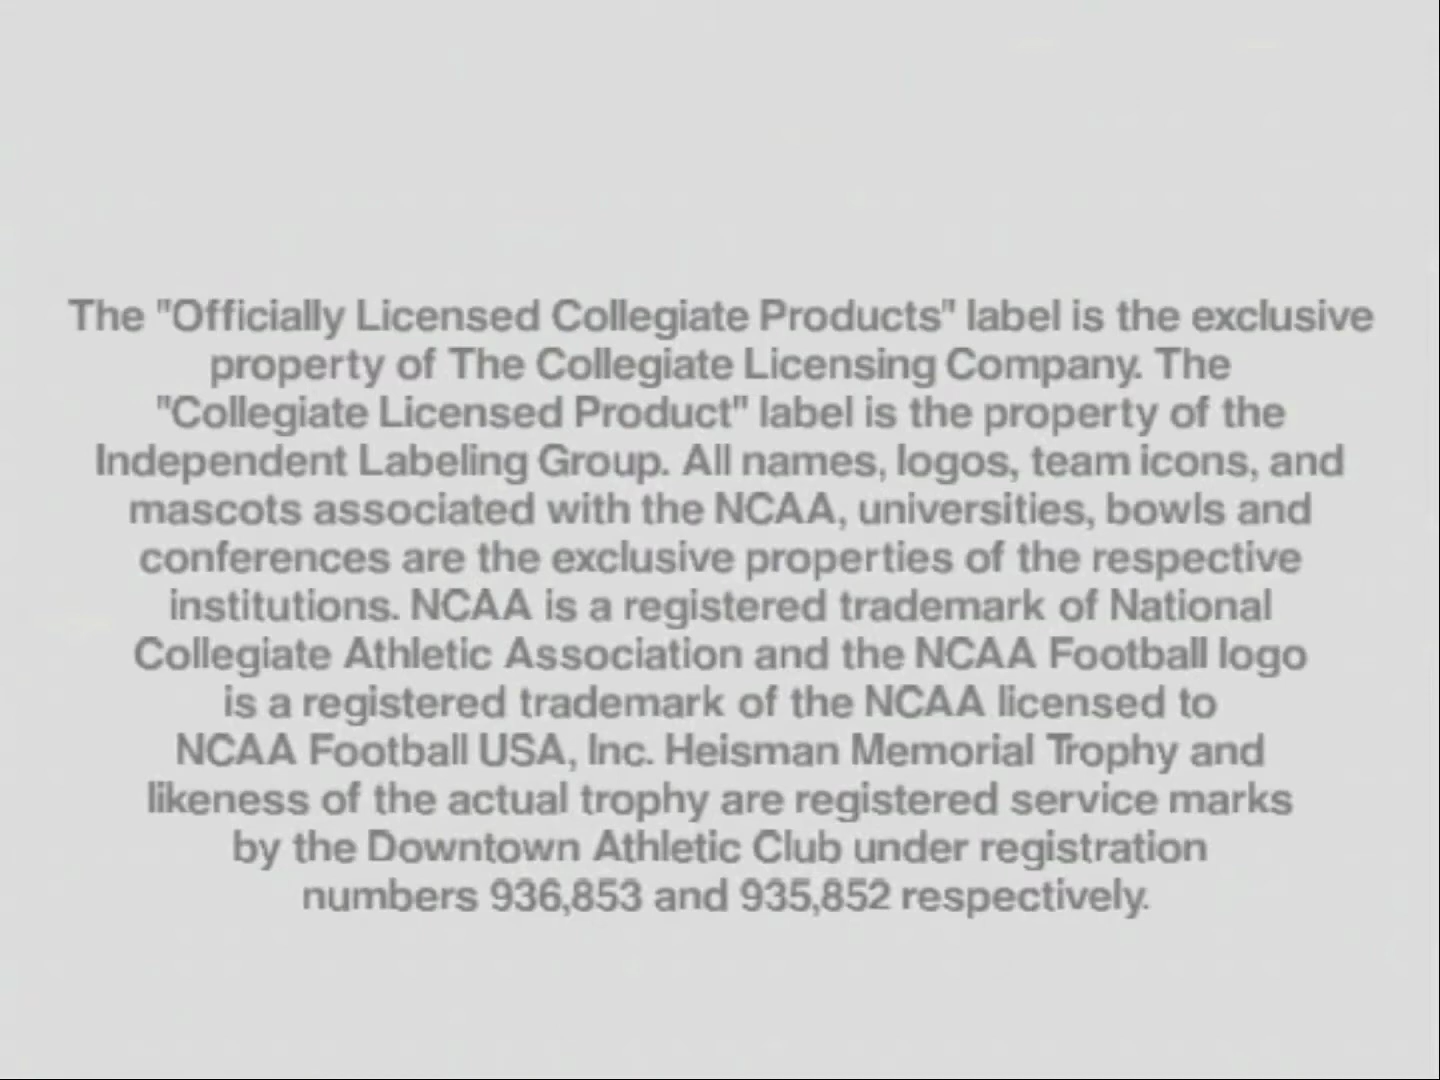 The "Officially Licensed Collegiate Products" label is the exclusive
property of The Collegiate Licensing Company. The
"Collegiate Licensed Product" label is the property of the
Independent Labeling Group. All names, logos, team icons, and
mascots associated with the NCAA, universities, bowls and
conferences are the exclusive properties of the respective
institutions. NCAA is a registered trademark of National
Collegiate Athletic Association and the NCAA Football logo
is a registered trademark of the NCAA licensed to
NCAA Football USA, Inc. Heisman Memorial Trophy and
likeness of the actual trophy are registered service marks
by the Downtown Athletic Club under registration
numbers 936,853 and 935,852 respectively.